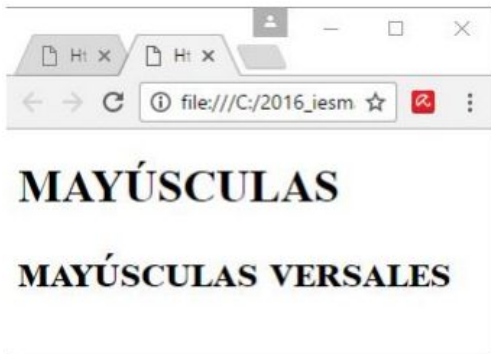 Ht
Ht
file:///C:/2016_iesm
MAYÚSCULAS
MAYÚSCULAS VERSALES